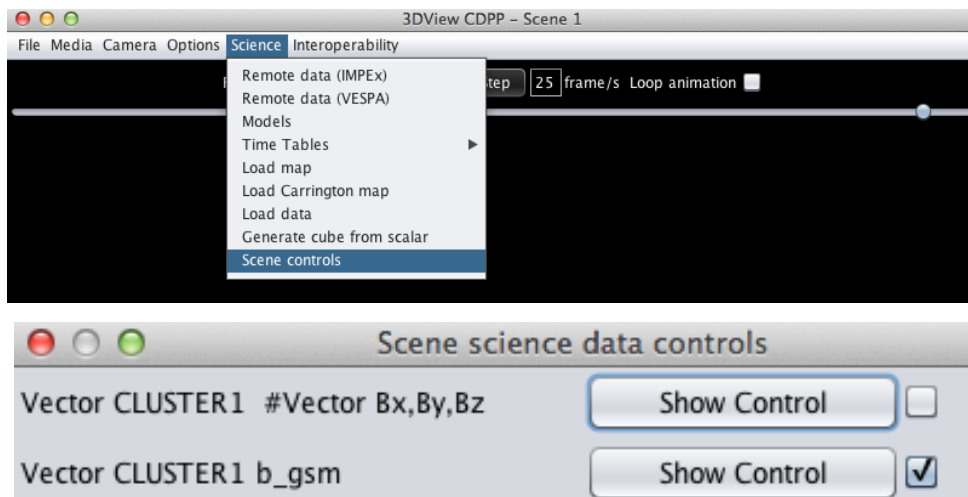 3DView CDPP – Scene 1
File Media Camera Options Science Interoperability
tep 25 frame/s Loop animation
Remote data (IMPEx)
Remote data (VESPA)
Models
Time Tables
Load map
Load Carrington map
Load data
Generate cube from scalar
Scene controls
Scene science data controls
Vector CLUSTER1 #Vector Bx,By,Bz Show Control
Vector CLUSTER1 b_gsm Show Control